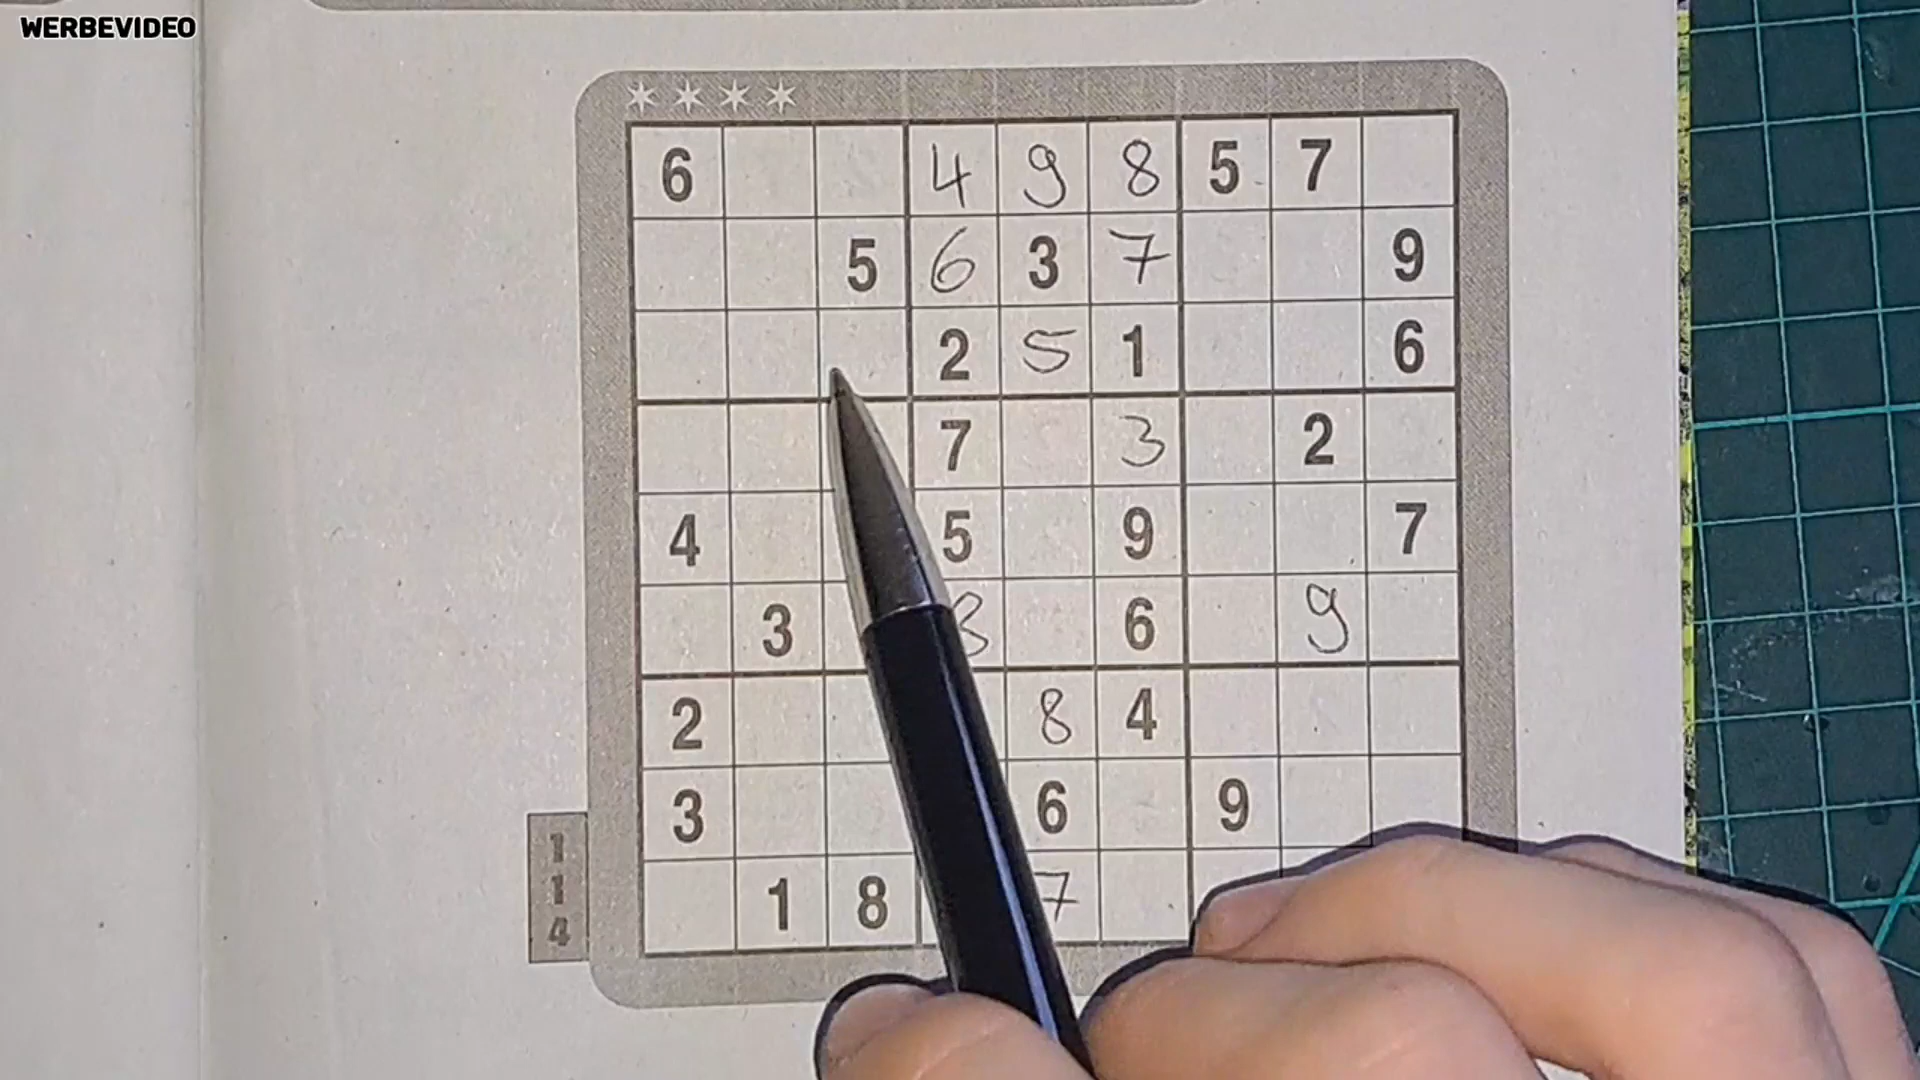 WERBEVIDEO
6 4 9 8 5 7
5 6 3 7 9
2 5 1 6
7 3 2
4 5 9 7
3 8 6 9
2 8 4
3 6 9
1 8 7
114